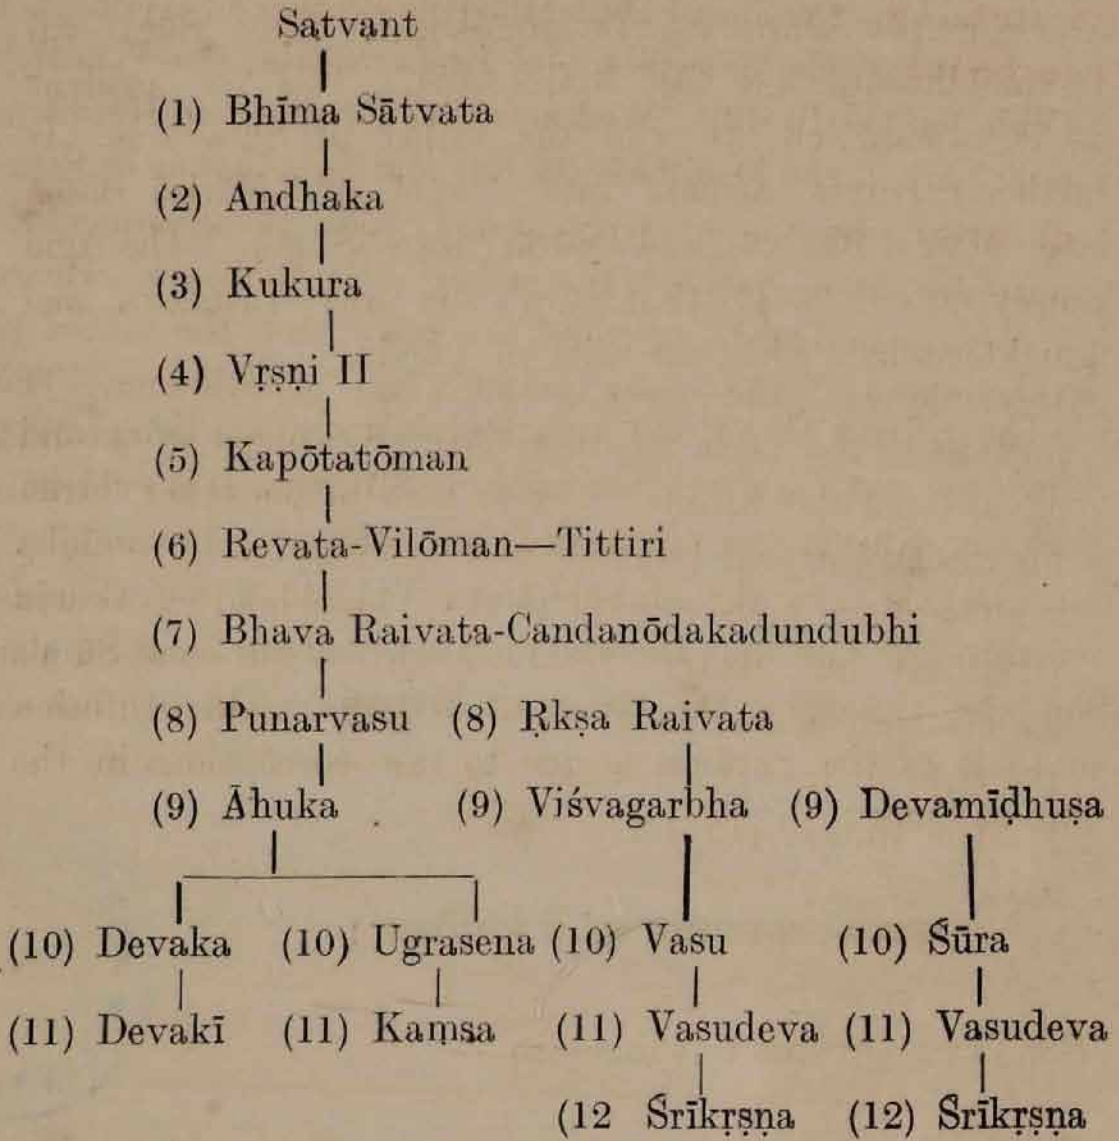 Satvant
(1) Bhīma Sātvata
(2) Andhaka
(3) Kukura
(4) Vṛṣṇi II
(5) Kapōtatōman
(6) Revata-Vilōman—Tittiri
(7) Bhava Raivata-Candanōdakadundubhi
(8) Punarvasu (8) Ṛkṣa Raivata
(9) Āhuka (9) Viśvagarbha (9) Devamīḍhuṣa
(10) Devaka (10) Ugrasena (10) Vasu (10) Śūra
(11) Devakī (11) Kaṃsa (11) Vasudeva (11) Vasudeva
(12 Śrīkṛṣṇa (12) Śrīkṛṣṇa